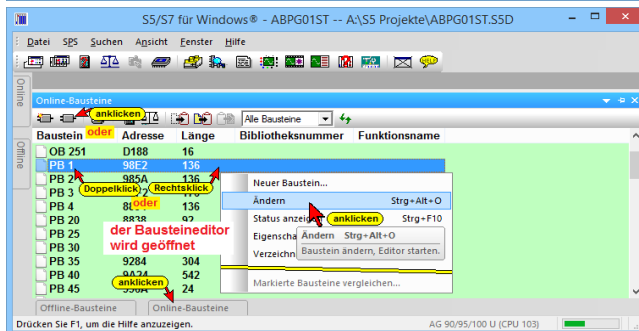 S5/S7 für Windows® - ABPG01ST -- A:\S5 Projekte\ABPG01ST.S5D
Datei SPS Suchen Ansicht Fenster Hilfe
Online
Offline
Online-Bausteine
anklicken
Alle Bausteine
Baustein oder Adresse Länge Bibliotheksnummer Funktionsname
OB 251 D188 16
PB 1 98E2 136
PB 2 985A 136
PB 3
PB 4 136
PB 20 8838 92
PB 25
PB 30
PB 35 9284 304
PB 40 9A24 542
PB 45 24
Doppelklick
oder
Rechtsklick
der Bausteineditor
wird geöffnet
anklicken
Neuer Baustein...
Ändern Strg+Alt+O
Status anzeigen anklicken Strg+F10
Eigenscha
Verzeichn
Ändern Strg+Alt+O
Baustein ändern, Editor starten.
Markierte Bausteine vergleichen...
Offline-Bausteine Online-Bausteine
Drücken Sie F1, um die Hilfe anzuzeigen. AG 90/95/100 U (CPU 103)